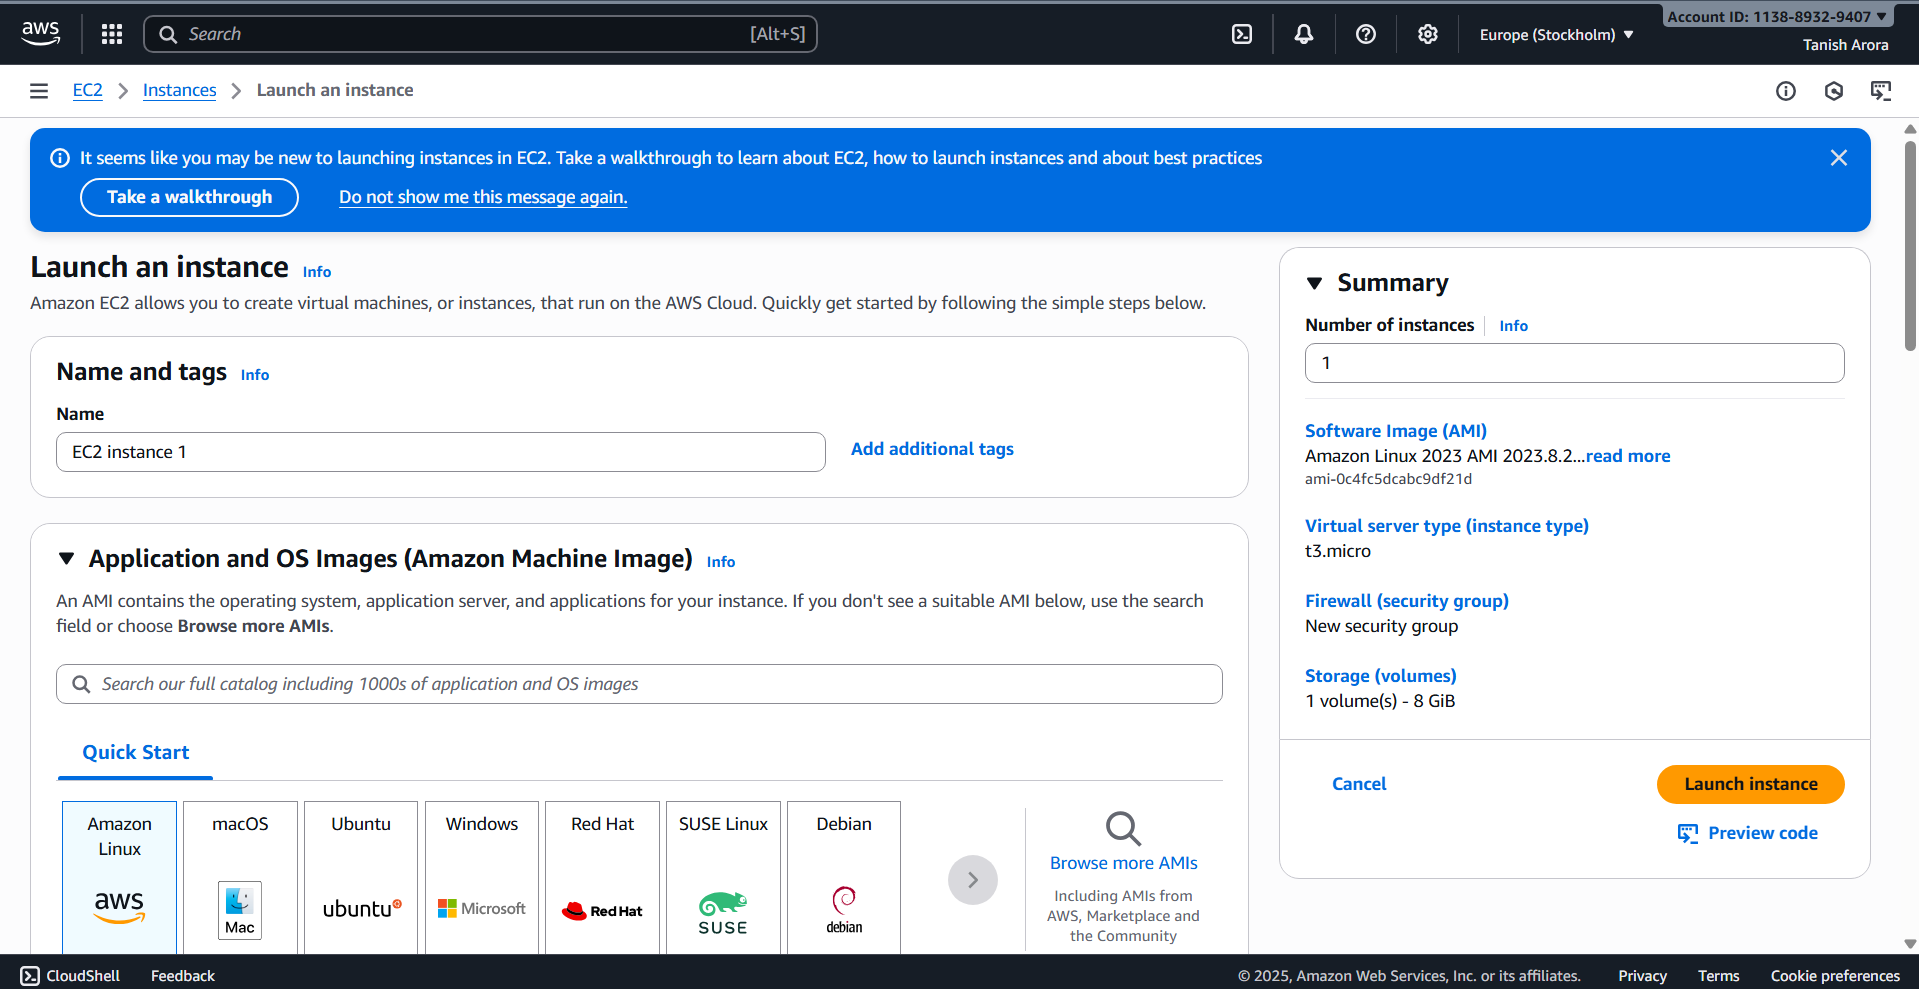 aws
Search
[Alt+S]
Europe (Stockholm)
Account ID: 1138-8932-9407
Tanish Arora
EC2
Instances
Launch an instance
It seems like you may be new to launching instances in EC2. Take a walkthrough to learn about EC2, how to launch instances and about best practices
Take a walkthrough
Do not show me this message again.
Launch an instance Info
Amazon EC2 allows you to create virtual machines, or instances, that run on the AWS Cloud. Quickly get started by following the simple steps below.
Name and tags Info
Name
EC2 instance 1
Add additional tags
Application and OS Images (Amazon Machine Image) Info
An AMI contains the operating system, application server, and applications for your instance. If you don't see a suitable AMI below, use the search
field or choose Browse more AMIs.
Search our full catalog including 1000s of application and OS images
Quick Start
Amazon
Linux
aws
macOS
Mac
Ubuntu
ubuntu
Windows
Microsoft
Red Hat
Red Hat
SUSE Linux
SUSE
Debian
debian
Browse more AMIs
Including AMIs from
AWS, Marketplace and
the Community
Summary
Number of instances Info
1
Software Image (AMI)
Amazon Linux 2023 AMI 2023.8.2...read more
ami-0c4fc5dcabc9df21d
Virtual server type (instance type)
t3.micro
Firewall (security group)
New security group
Storage (volumes)
1 volume(s) - 8 GiB
Cancel
Launch instance
Preview code
CloudShell
Feedback
© 2025, Amazon Web Services, Inc. or its affiliates.
Privacy
Terms
Cookie preferences